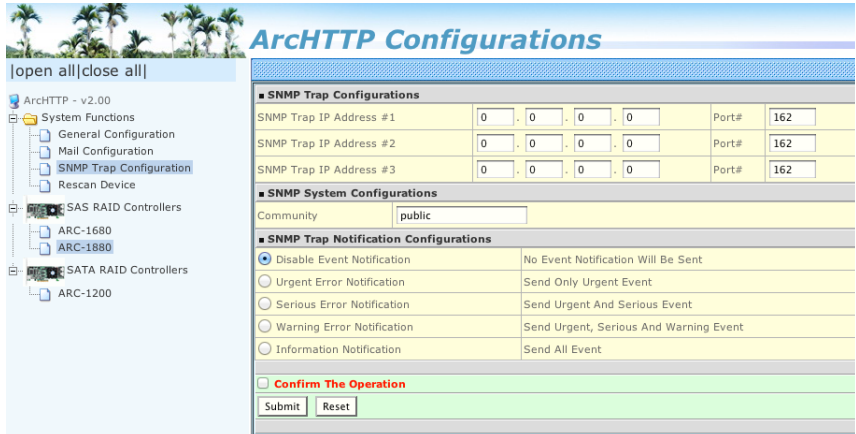 ArcHTTP Configurations
|open all|close all|
ArcHTTP - v2.00
System Functions
General Configuration
Mail Configuration
SNMP Trap Configuration
Rescan Device
SAS RAID Controllers
ARC-1680
ARC-1880
SATA RAID Controllers
ARC-1200
SNMP Trap Configurations
SNMP Trap IP Address #1 0 . 0 . 0 . 0 Port# 162
SNMP Trap IP Address #2 0 . 0 . 0 . 0 Port# 162
SNMP Trap IP Address #3 0 . 0 . 0 . 0 Port# 162
SNMP System Configurations
Community public
SNMP Trap Notification Configurations
Disable Event Notification No Event Notification Will Be Sent
Urgent Error Notification Send Only Urgent Event
Serious Error Notification Send Urgent And Serious Event
Warning Error Notification Send Urgent, Serious And Warning Event
Information Notification Send All Event
Confirm The Operation
Submit Reset